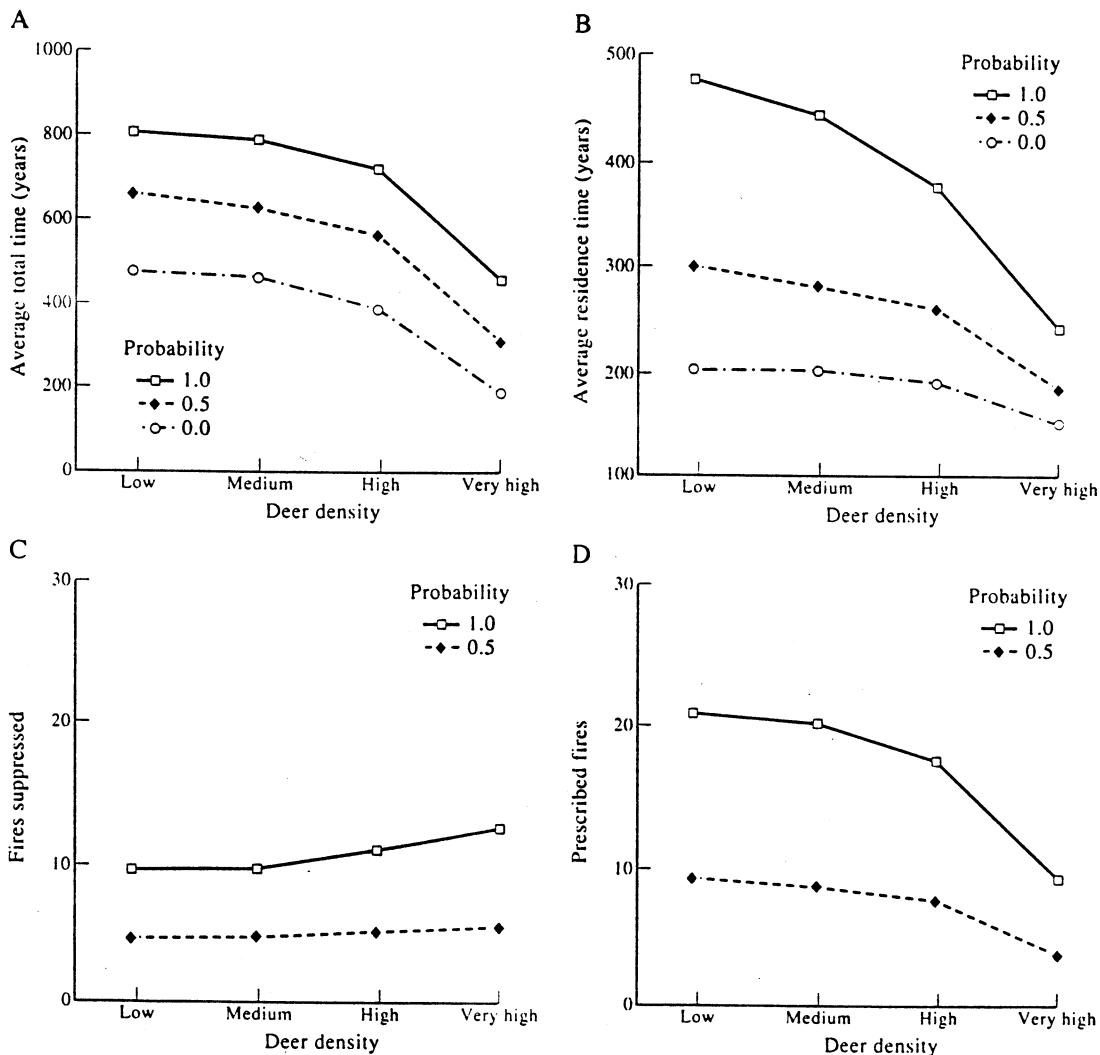 A
1000
800
600
400
200
0
Average total time (years)
Probability
1.0
0.5
0.0
Low Medium High Very high
Deer density
B
500
400
300
200
100
Average residence time (years)
Probability
1.0
0.5
0.0
Low Medium High Very high
Deer density
C
30
20
10
0
Fires suppressed
Probability
1.0
0.5
Low Medium High Very high
Deer density
D
30
20
10
0
Prescribed fires
Probability
1.0
0.5
Low Medium High Very high
Deer density